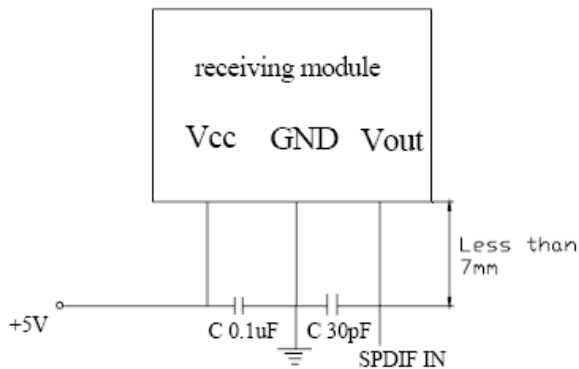 receiving module
Vcc GND Vout
Less than
7mm
+5V
C 0.1uF C 30pF
SPDIF IN